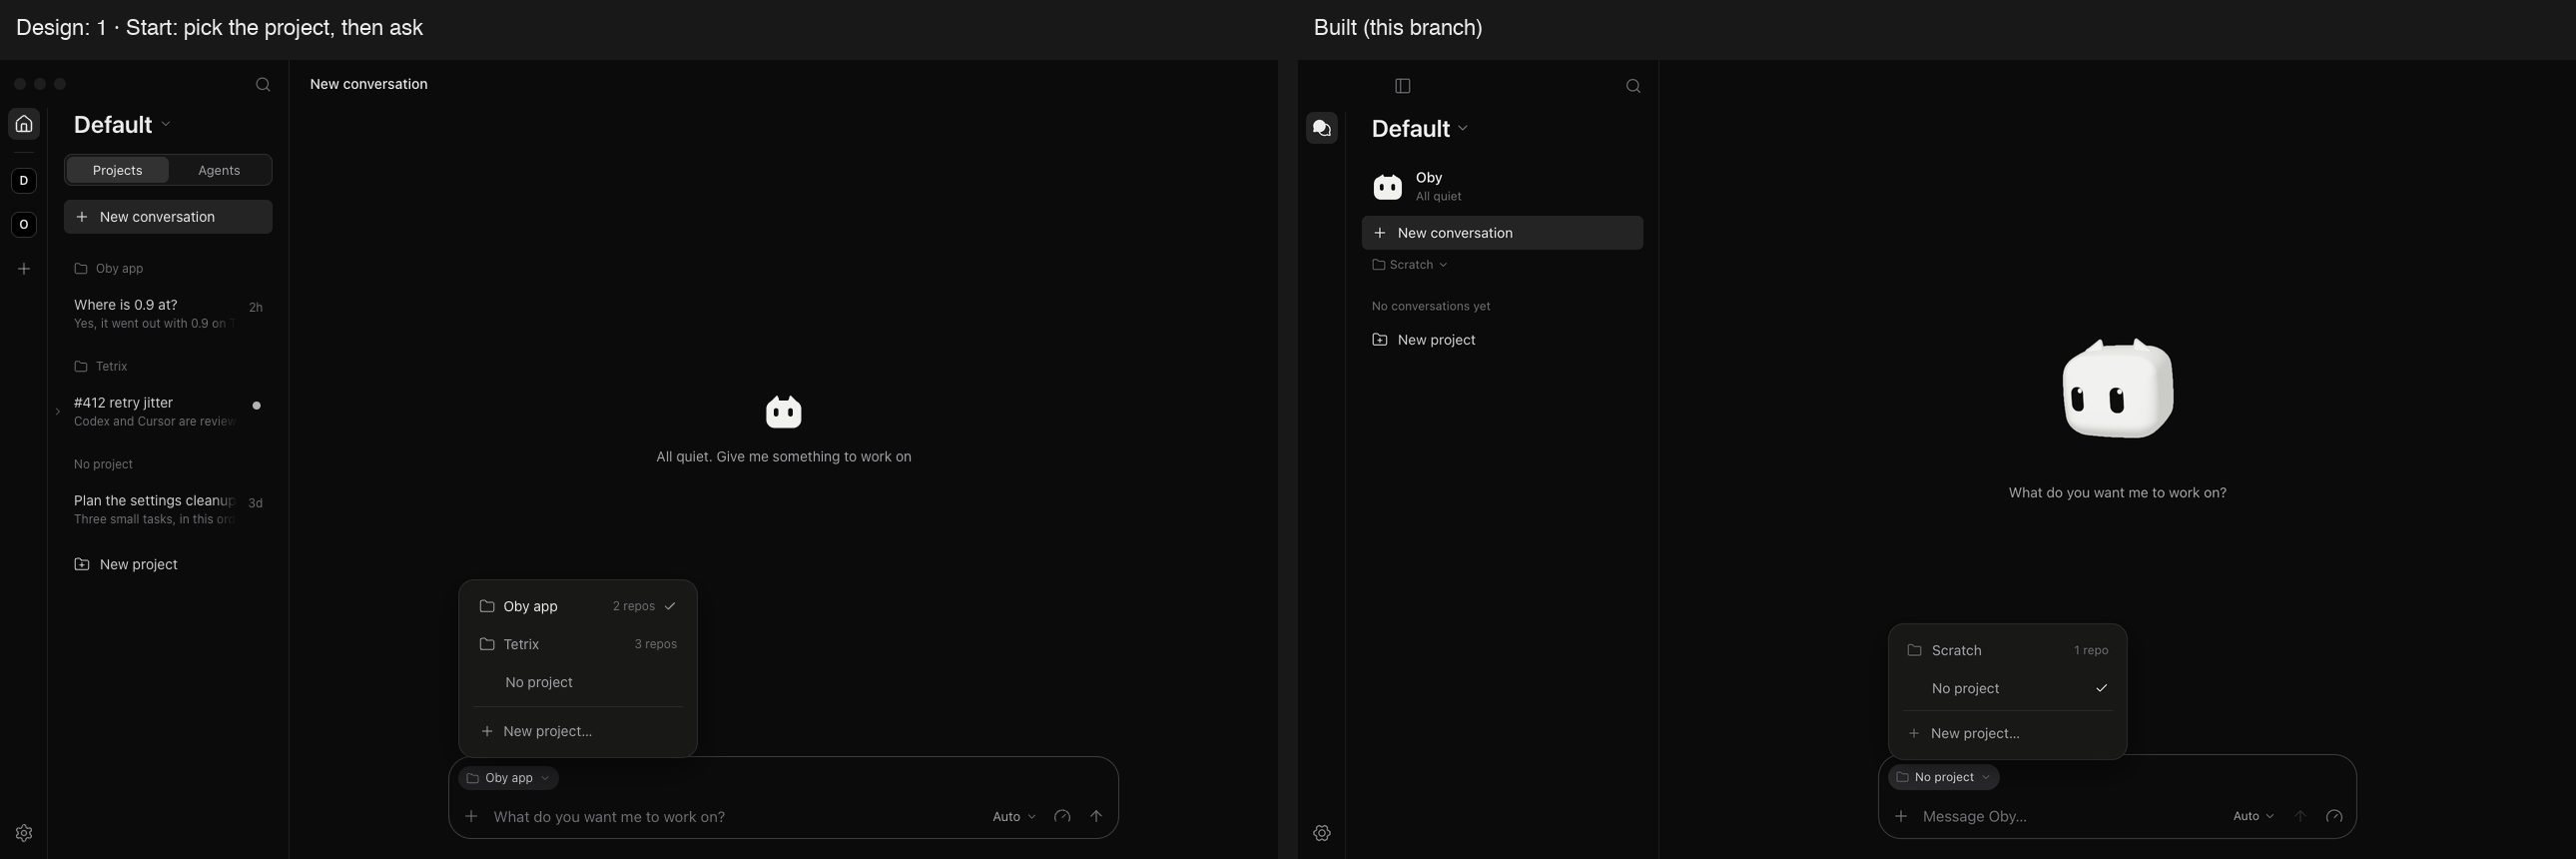 Design: 1 · Start: pick the project, then ask
New conversation
Default
Projects
Agents
D
New conversation
O
Oby app
Where is 0.9 at?
2h
Yes, it went out with 0.9 on T
Tetrix
#412 retry jitter
Codex and Cursor are review
No project
Plan the settings cleanup
3d
Three small tasks, in this ord
New project
All quiet. Give me something to work on
Oby app
2 repos
Tetrix
3 repos
No project
New project...
Oby app
What do you want me to work on?
Auto
Built (this branch)
Default
Oby
All quiet
New conversation
Scratch
No conversations yet
New project
What do you want me to work on?
Scratch
1 repo
No project
New project...
No project
Message Oby...
Auto